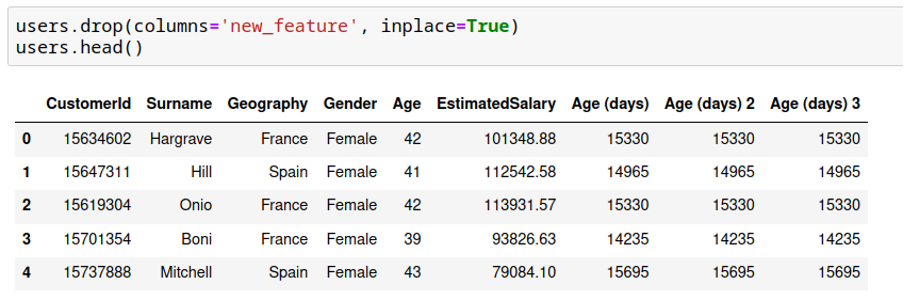 users.drop(columns='new_feature', inplace=True)
users.head()
CustomerId Surname Geography Gender Age EstimatedSalary Age (days) Age (days) 2 Age (days) 3
0 15634602 Hargrave France Female 42 101348.88 15330 15330 15330
1 15647311 Hill Spain Female 41 112542.58 14965 14965 14965
2 15619304 Onio France Female 42 113931.57 15330 15330 15330
3 15701354 Boni France Female 39 93826.63 14235 14235 14235
4 15737888 Mitchell Spain Female 43 79084.10 15695 15695 15695